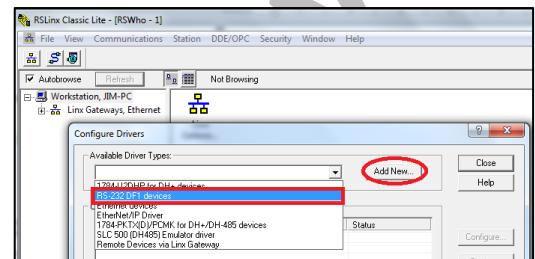 RSLinx Classic Lite - [RSWho - 1]
File View Communications Station DDE/OPC Security Window Help
Autobrowse Refresh Not Browsing
Workstation, JIM-PC
Linx Gateways, Ethernet
Configure Drivers
Available Driver Types:
Close
Add New...
1784-U2DHP for DH+ devices
Help
RS-232 DF1 devices
Ethernet devices
EtherNet/IP Driver
1784-PKTX(D)/PCMK for DH+/DH-485 devices
Status
SLC 500 (DH485) Emulator driver
Configure...
Remote Devices via Linx Gateway